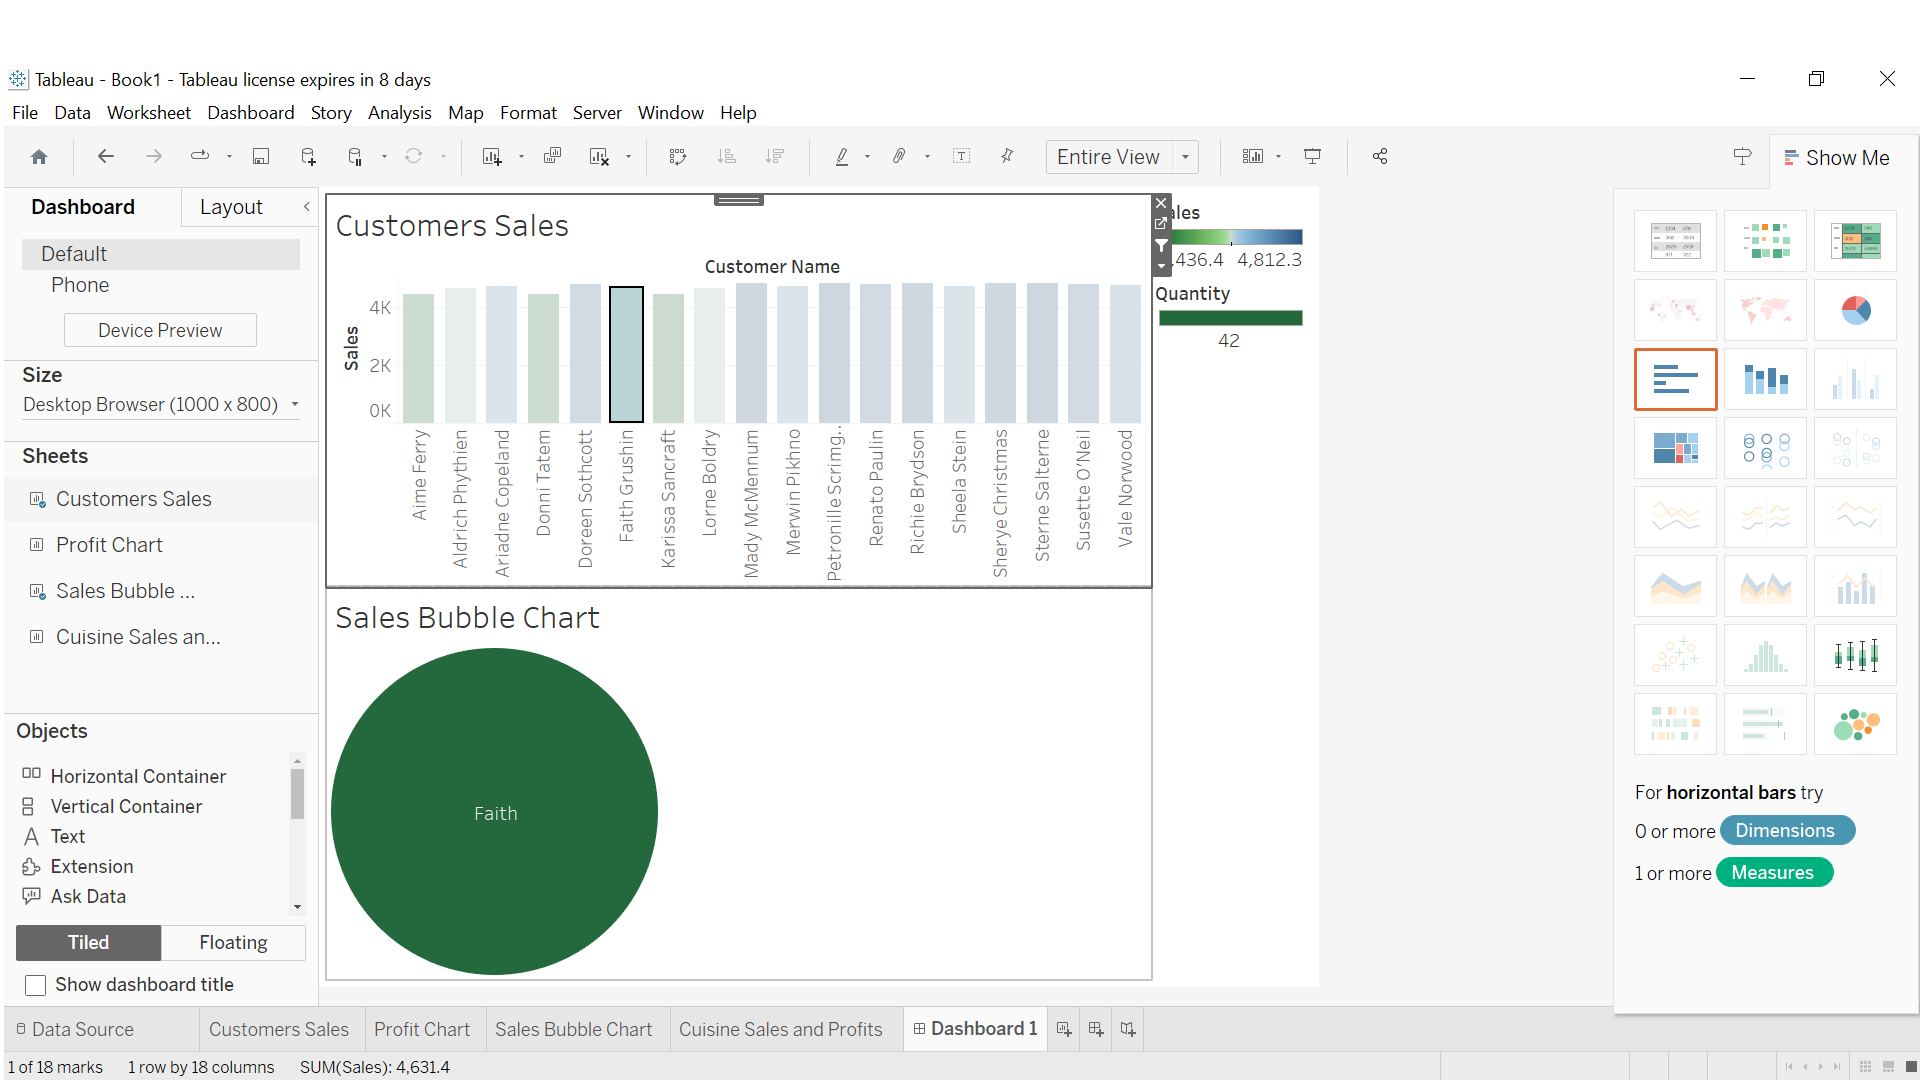 Tableau - Book1 - Tableau license expires in 8 days
File Data Worksheet Dashboard Story Analysis Map Format Server Window Help
Entire View
Show Me
Dashboard
Layout
Default
Phone
Device Preview
Size
Desktop Browser (1000 x 800)
Sheets
Customers Sales
Profit Chart
Sales Bubble ...
Cuisine Sales an...
Objects
Horizontal Container
Vertical Container
Text
Extension
Ask Data
Tiled
Floating
Show dashboard title
Customers Sales
Customer Name
Sales
4K
2K
0K
Aime Ferry
Aldrich Phythien
Ariadne Copeland
Donni Tatem
Doreen Sothcott
Faith Grushin
Karissa Sancraft
Lorne Boldry
Mady McMennum
Merwin Pikhno
Petronille Scrimg..
Renato Paulin
Richie Brydson
Sheela Stein
Sherye Christmas
Sterne Salterne
Susette O'Neil
Vale Norwood
ales
,436.4 4,812.3
Quantity
42
Sales Bubble Chart
Faith
For horizontal bars try
0 or more Dimensions
1 or more Measures
Data Source
Customers Sales
Profit Chart
Sales Bubble Chart
Cuisine Sales and Profits
Dashboard 1
1 of 18 marks
1 row by 18 columns
SUM(Sales): 4,631.4